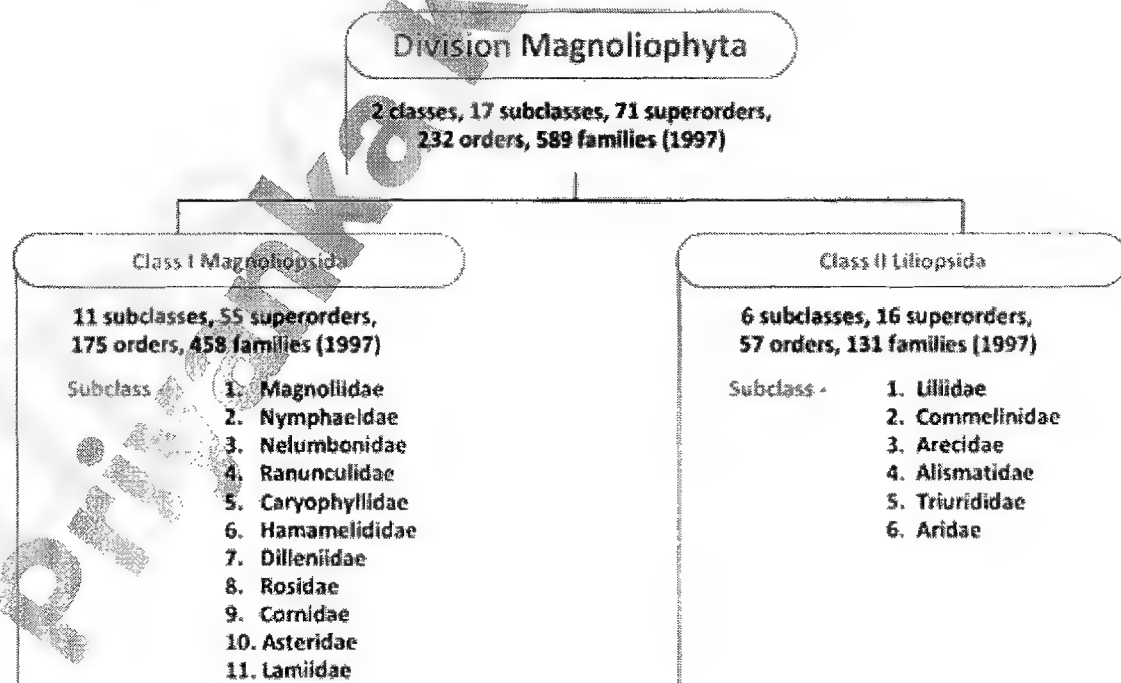 Division Magnoliophyta
2 classes, 17 subclasses, 71 superorders,
232 orders, 589 families (1997)
Class I Magnoliopsida
11 subclasses, 55 superorders,
175 orders, 458 families (1997)
Subclass -
1. Magnoliidae
2. Nymphaeidae
3. Nelumbonidae
4. Ranunculidae
5. Caryophyllidae
6. Hamamelididae
7. Dilleniidae
8. Rosidae
9. Cornidae
10. Asteridae
11. Lamiidae
Class II Liliopsida
6 subclasses, 16 superorders,
57 orders, 131 families (1997)
Subclass -
1. Liliidae
2. Commelinidae
3. Arecidae
4. Alismatidae
5. Triurididae
6. Aridae